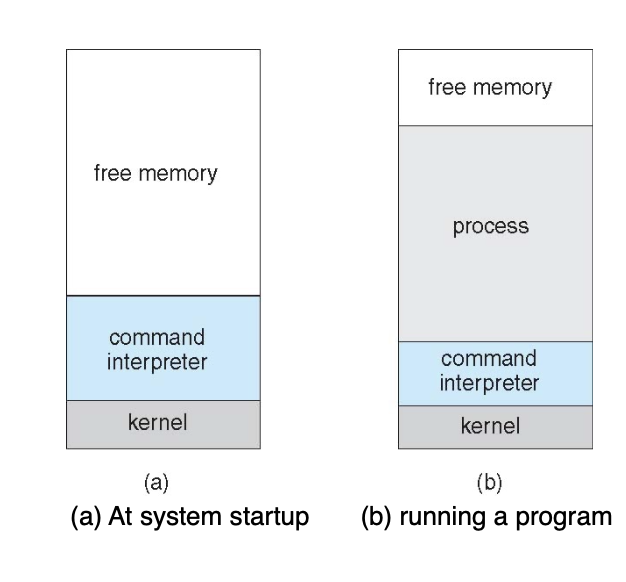 free memory
command
interpreter
kernel
(a)
(a) At system startup
free memory
process
command
interpreter
kernel
(b)
(b) running a program